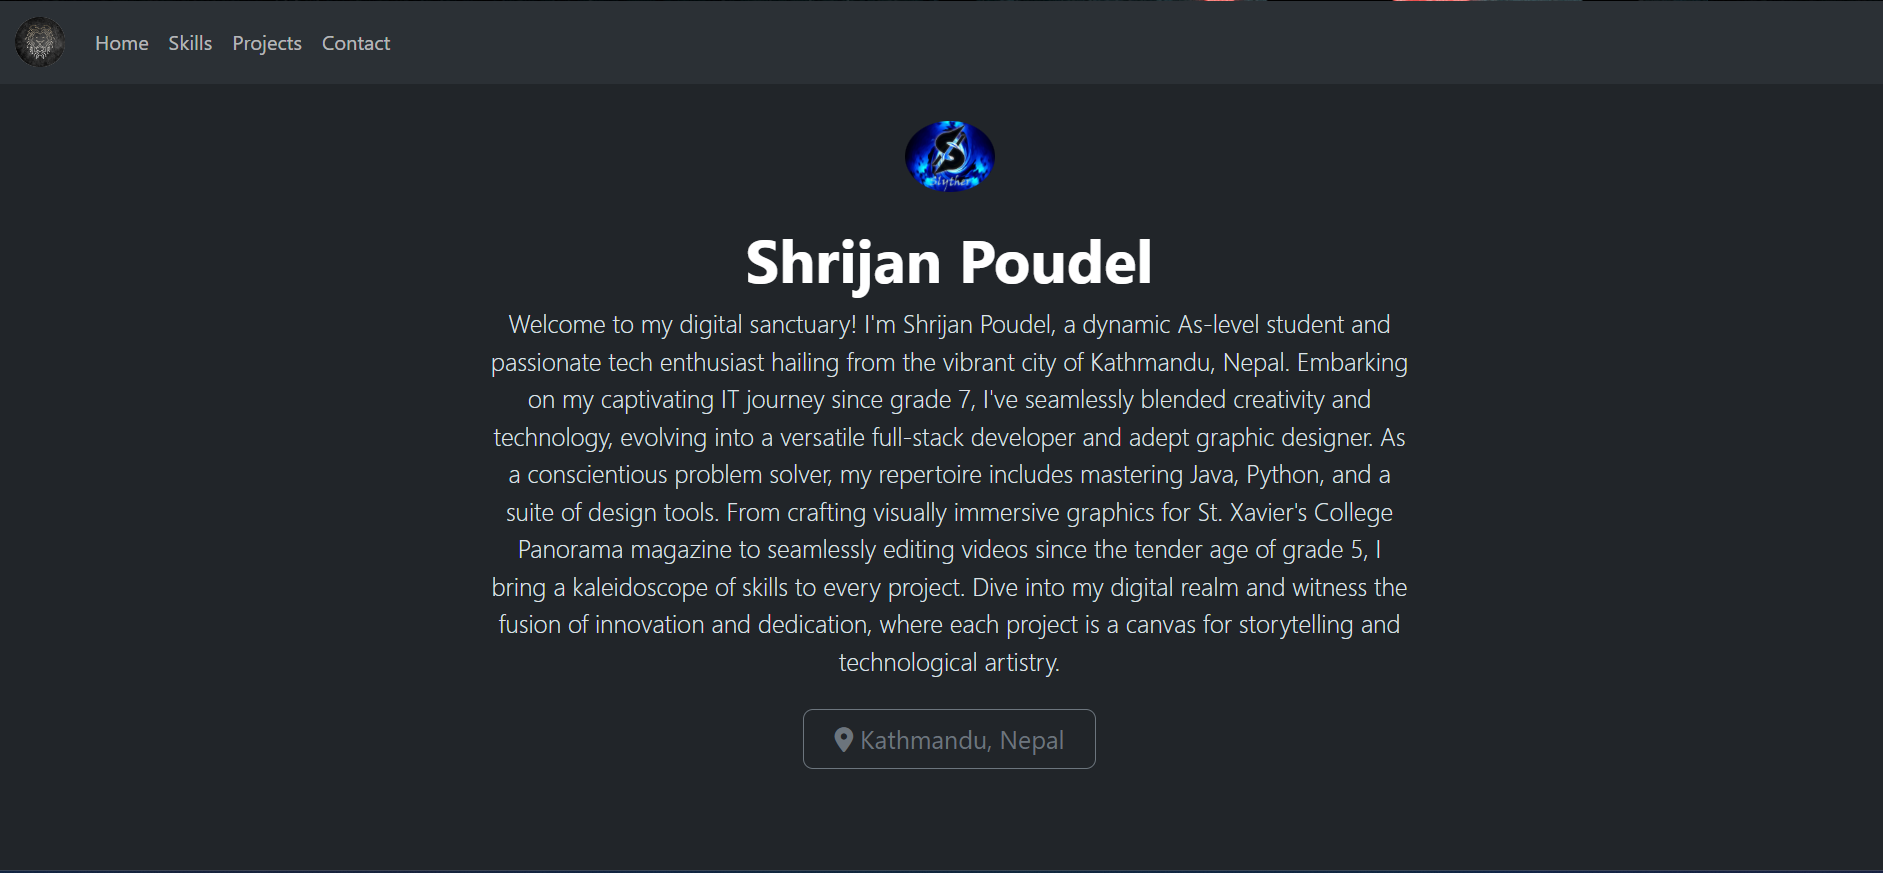 Home Skills Projects Contact
Slyther
Shrijan Poudel
Welcome to my digital sanctuary! I'm Shrijan Poudel, a dynamic As-level student and
passionate tech enthusiast hailing from the vibrant city of Kathmandu, Nepal. Embarking
on my captivating IT journey since grade 7, I've seamlessly blended creativity and
technology, evolving into a versatile full-stack developer and adept graphic designer. As
a conscientious problem solver, my repertoire includes mastering Java, Python, and a
suite of design tools. From crafting visually immersive graphics for St. Xavier's College
Panorama magazine to seamlessly editing videos since the tender age of grade 5, I
bring a kaleidoscope of skills to every project. Dive into my digital realm and witness the
fusion of innovation and dedication, where each project is a canvas for storytelling and
technological artistry.
Kathmandu, Nepal